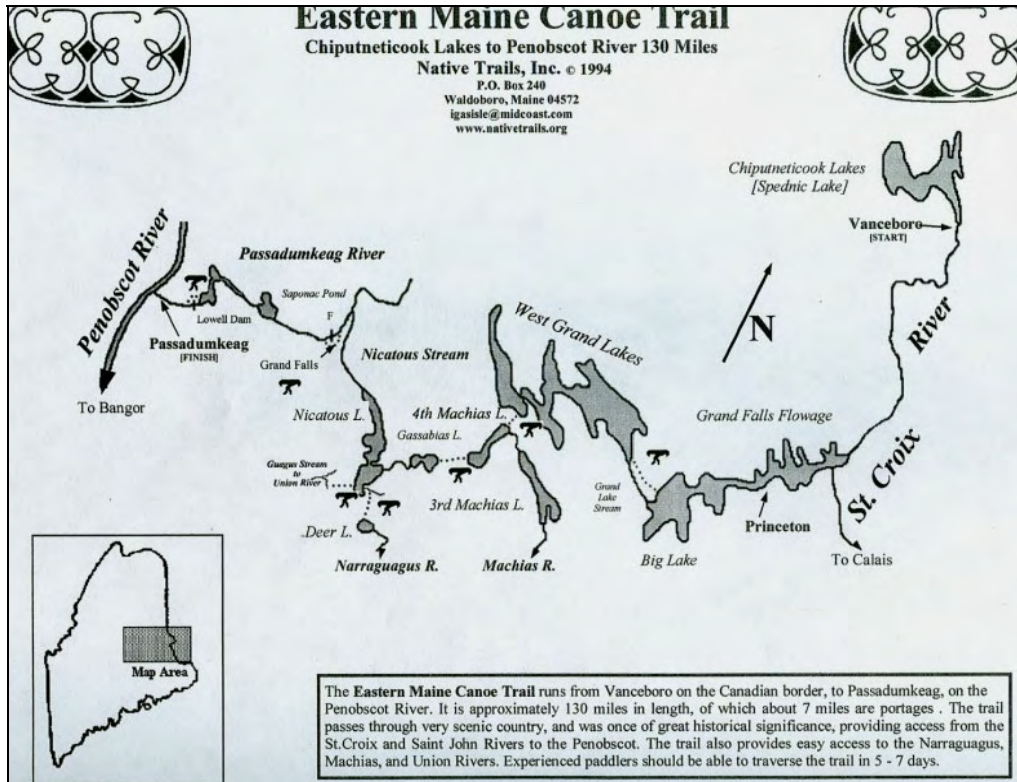 Eastern Maine Canoe Trail
Chiputneticook Lakes to Penobscot River 130 Miles
Native Trails, Inc. © 1994
P.O. Box 240
Waldoboro, Maine 04572
igasisle@midcoast.com
www.nativetrails.org
Chiputneticook Lakes
[Spednic Lake]
Vanceboro
[START]
Penobscot River
Passadumkeag River
Saponac Pond
Lowell Dam
F
Passadumkeag
[FINISH]
Grand Falls
Nicatous Stream
West Grand Lakes
N
River
To Bangor
Nicatous L.
4th Machias L.
Gassabias L.
Grand Falls Flowage
St. Croix
Guagus Stream
to
Union River
3rd Machias L.
Grand
Lake
Stream
Princeton
.Deer L.
Narraguagus R.
Machias R.
Big Lake
To Calais
Map Area
The Eastern Maine Canoe Trail runs from Vanceboro on the Canadian border, to Passadumkeag, on the
Penobscot River. It is approximately 130 miles in length, of which about 7 miles are portages . The trail
passes through very scenic country, and was once of great historical significance, providing access from the
St.Croix and Saint John Rivers to the Penobscot. The trail also provides easy access to the Narraguagus,
Machias, and Union Rivers. Experienced paddlers should be able to traverse the trail in 5 - 7 days.